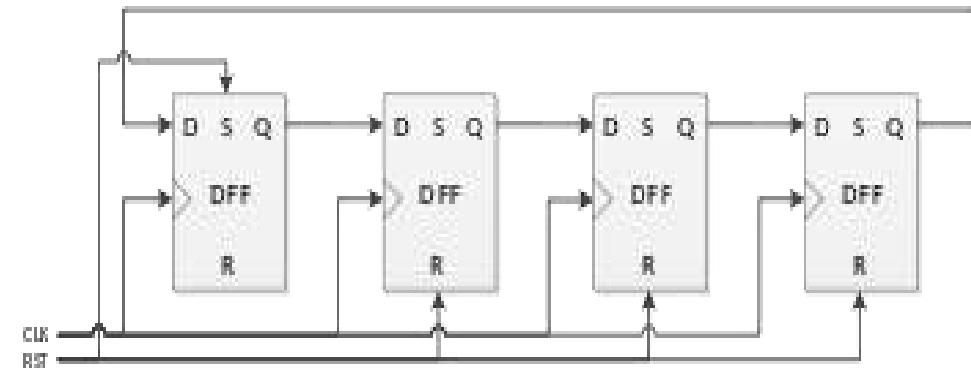 D S Q D S Q D S Q D S Q
DFF DFF DFF DFF
R R R R
CLK
RST